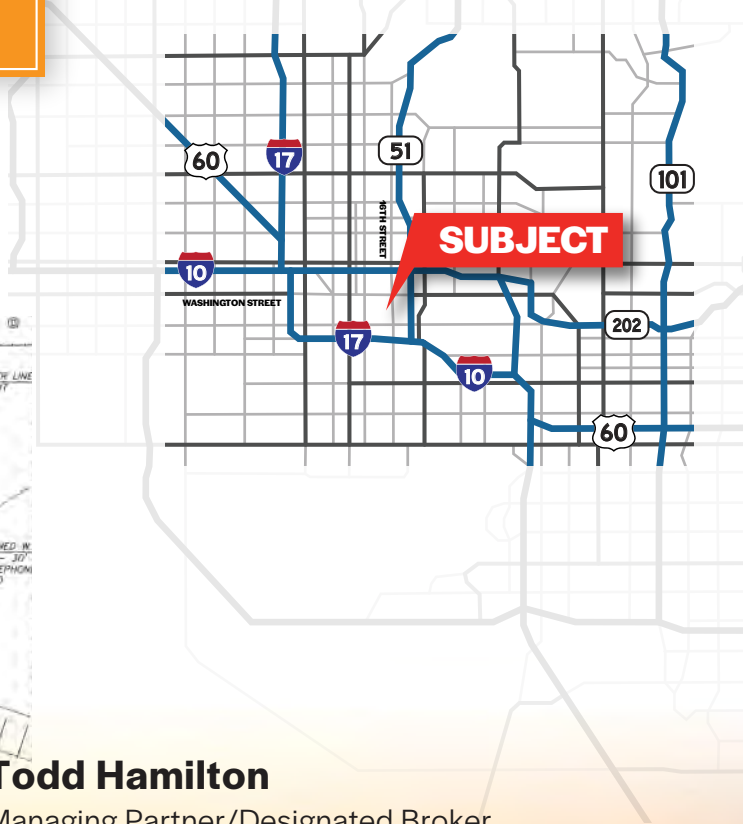 51
60
17
101
16TH STREET
SUBJECT
10
WASHINGTON STREET
202
17
10
60
Todd Hamilton
Managing Partner/Designated Broker